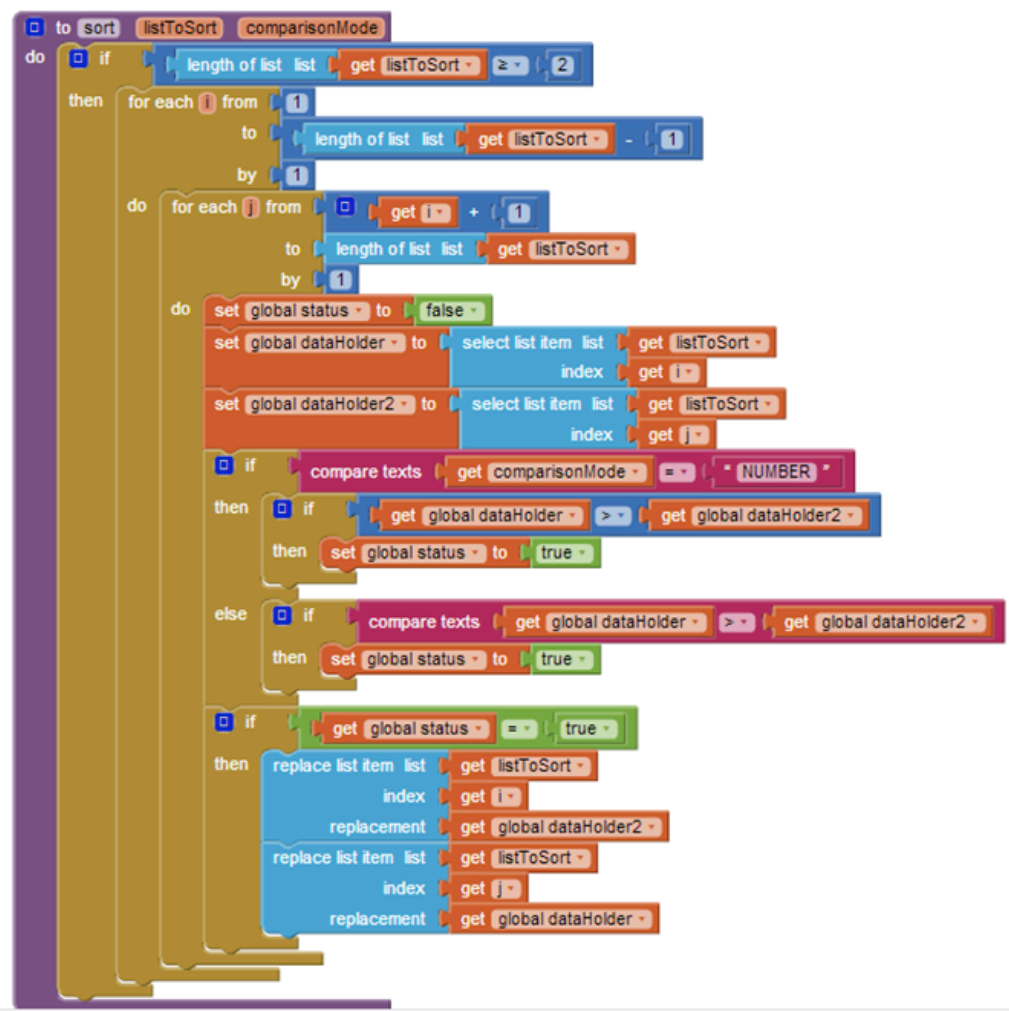 to sort listToSort comparisonMode
do if length of list list get listToSort ≥ 2
then for each i from 1
to length of list list get listToSort - 1
by 1
do for each j from get i + 1
to length of list list get listToSort
by 1
do set global status to false
set global dataHolder to select list item list get listToSort
index get i
set global dataHolder2 to select list item list get listToSort
index get j
if compare texts get comparisonMode = " NUMBER "
then if get global dataHolder > get global dataHolder2
then set global status to true
else if compare texts get global dataHolder > get global dataHolder2
then set global status to true
if get global status = true
then replace list item list get listToSort
index get i
replacement get global dataHolder2
replace list item list get listToSort
index get j
replacement get global dataHolder